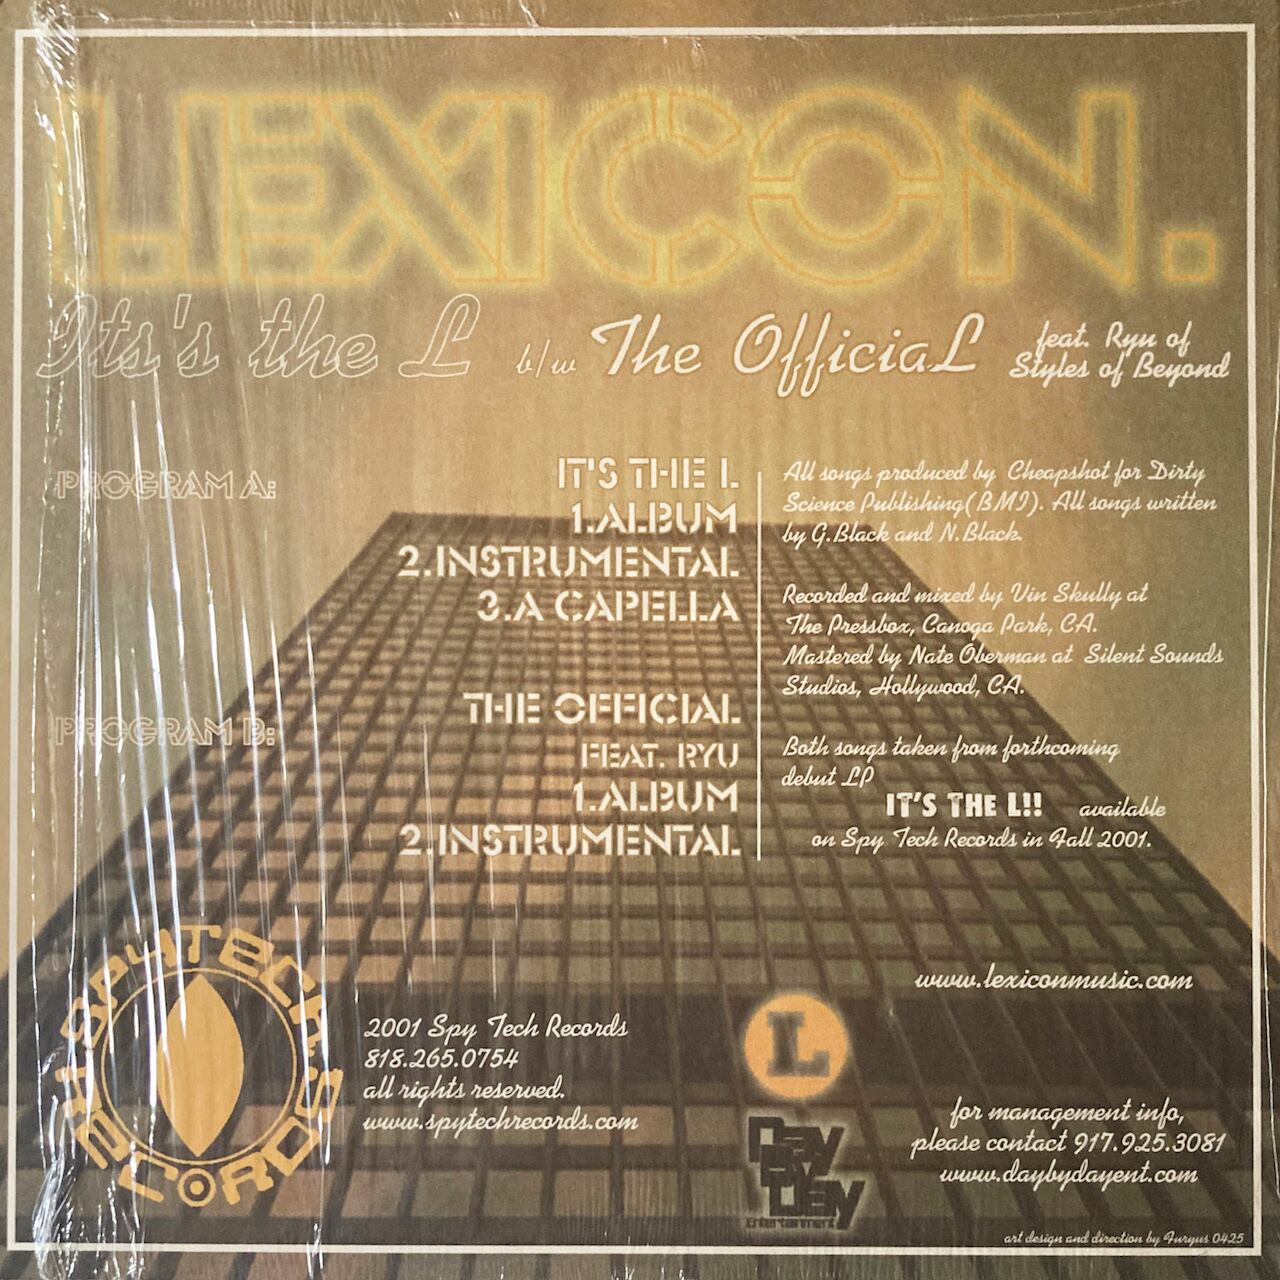 LEXICON.
Its's the L b/w The OfficiaL feat. Ryu of
Styles of Beyond
PROGRAM A:
IT'S THE L
1.ALBUM
2.INSTRUMENTAL
3.A CAPELLA
PROGRAM B:
THE OFFICIAL
FEAT. RYU
1.ALBUM
2.INSTRUMENTAL
All songs produced by Cheapshot for Dirty
Science Publishing(BMI). All songs written
by G.Black and N.Black.
Recorded and mixed by Vin Skully at
The Pressbox, Canoga Park, CA.
Mastered by Nate Oberman at Silent Sounds
Studios, Hollywood, CA.
Both songs taken from forthcoming
debut LP
IT'S THE L!! available
on Spy Tech Records in Fall 2001.
www.lexiconmusic.com
SPYTECH
RECORDS
2001 Spy Tech Records
818.265.0754
all rights reserved.
www.spytechrecords.com
L
Day
By
Day
Entertainment
for management info,
please contact 917.925.3081
www.daybydayent.com
art design and direction by Furyus 0425